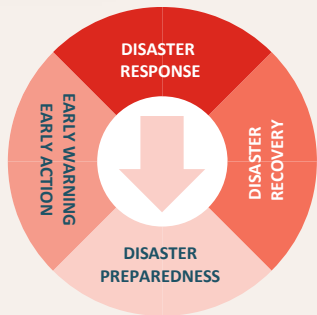 DISASTER
RESPONSE
EARLY WARNING
EARLY ACTION
DISASTER
RECOVERY
DISASTER
PREPAREDNESS